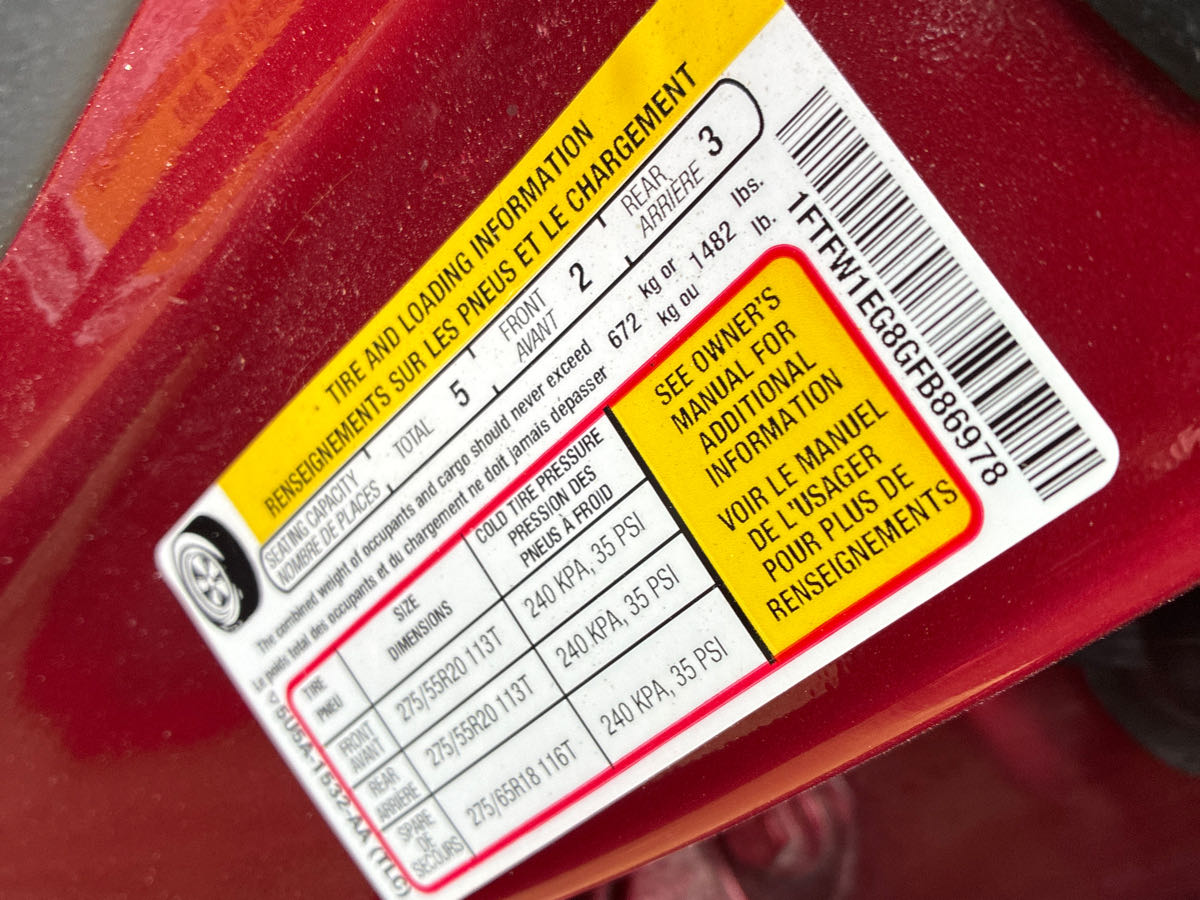 TIRE AND LOADING INFORMATION
RENSEIGNEMENTS SUR LES PNEUS ET LE CHARGEMENT
SEATING CAPACITY TOTAL 5 FRONT 2 REAR 3
NOMBRE DE PLACES AVANT ARRIÈRE
The combined weight of occupants and cargo should never exceed 672 kg or 1482 lbs.
Le poids total des occupants et du chargement ne doit jamais dépasser kg ou lb.
TIRE
PNEU
SIZE
DIMENSIONS
COLD TIRE PRESSURE
PRESSION DES
PNEUS À FROID
FRONT
AVANT
275/55R20 113T
240 KPA, 35 PSI
REAR
ARRIÈRE
275/55R20 113T
240 KPA, 35 PSI
SPARE
DE
SECOURS
275/65R18 116T
240 KPA, 35 PSI
SEE OWNER'S
MANUAL FOR
ADDITIONAL
INFORMATION
VOIR LE MANUEL
DE L'USAGER
POUR PLUS DE
RENSEIGNEMENTS
5U5A-1532-AA (TLC)
1FTFW1EG8GFB86978